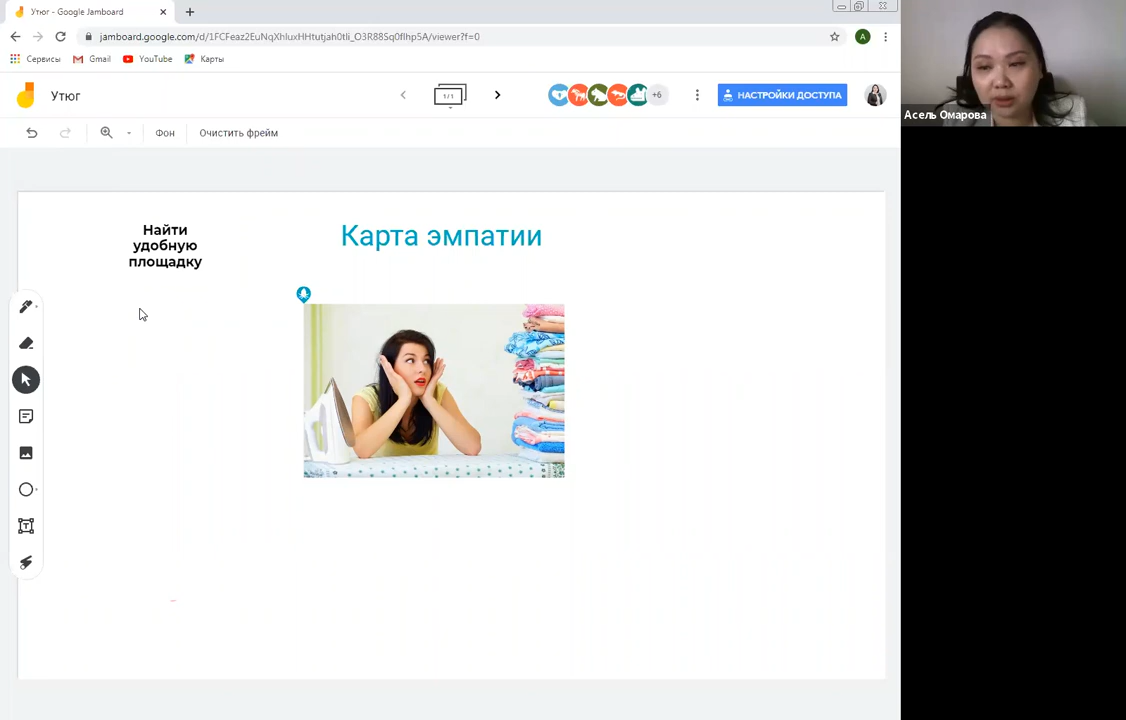 Утюг - Google Jamboard
jamboard.google.com/d/1FCFeaz2EuNqXhluxHHtutjah0tli_O3R88Sq0flhp5A/viewer?f=0
A
Сервисы
Gmail
YouTube
Карты
Утюг
1/1
+6
НАСТРОЙКИ ДОСТУПА
Фон
Очистить фрейм
Асель Омарова
Найти
удобную
площадку
Карта эмпатии